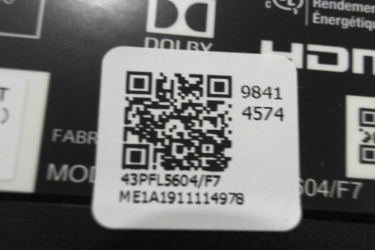 Rendement
Énergétique
DOLBY
HDMI
9841
4574
FABR
MOD
43PFL5604/F7
ME1A1911114978
604/F7